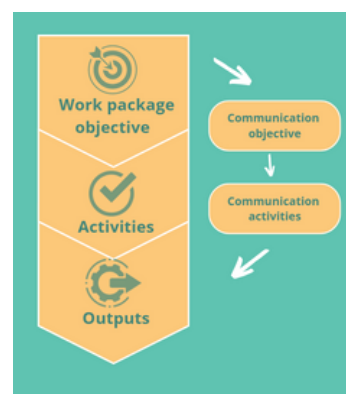 Work package
objective
Activities
Outputs
Communication
objective
Communication
activities